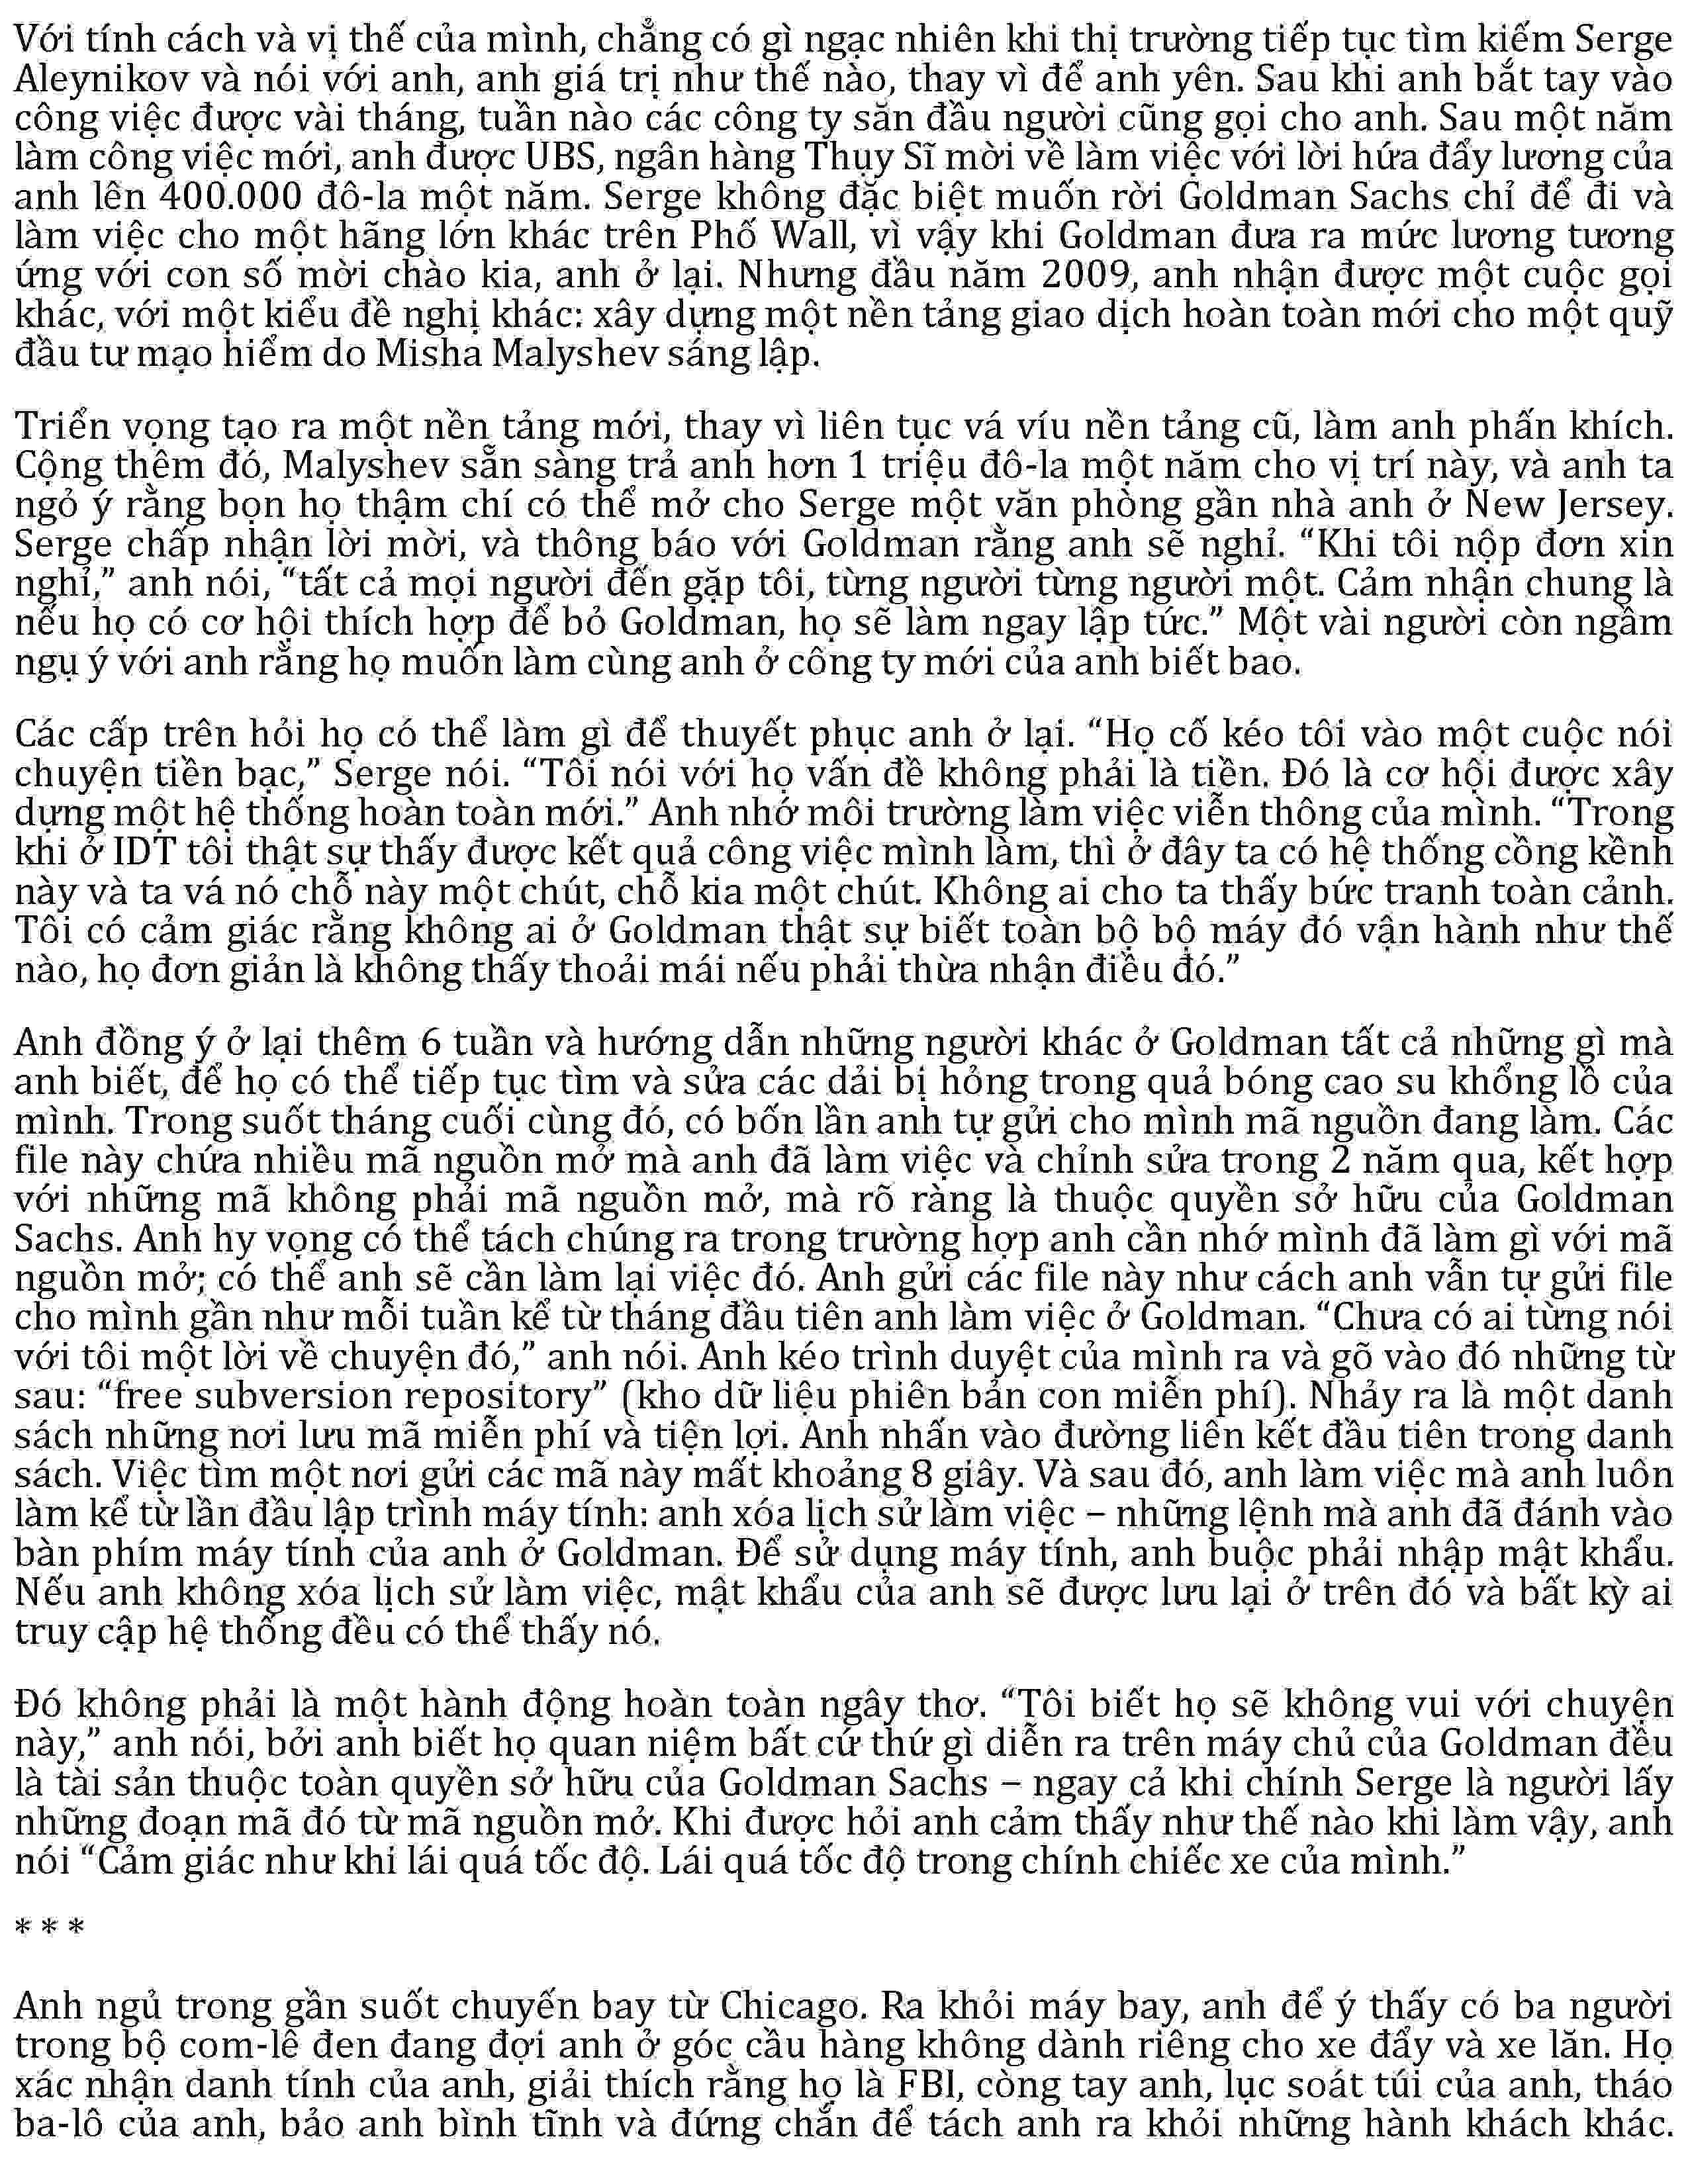 Với tính cách và vị thế của mình, chẳng có gì ngạc nhiên khi thị trường tiếp tục tìm kiếm Serge
Aleynikov và nói với anh, anh giá trị như thế nào, thay vì để anh yên. Sau khi anh bắt tay vào
công việc được vài tháng, tuần nào các công ty săn đầu người cũng gọi cho anh. Sau một năm
làm công việc mới, anh được UBS, ngân hàng Thụy Sĩ mời về làm việc với lời hứa đẩy lương của
anh lên 400.000 đô-la một năm. Serge không đặc biệt muốn rời Goldman Sachs chỉ để đi và
làm việc cho một hãng lớn khác trên Phố Wall, vì vậy khi Goldman đưa ra mức lương tương
ứng với con số mời chào kia, anh ở lại. Nhưng đầu năm 2009, anh nhận được một cuộc gọi
khác, với một kiểu đề nghị khác: xây dựng một nền tảng giao dịch hoàn toàn mới cho một quỹ
đầu tư mạo hiểm do Misha Malyshev sáng lập.
Triển vọng tạo ra một nền tảng mới, thay vì liên tục vá víu nền tảng cũ, làm anh phấn khích.
Cộng thêm đó, Malyshev sẵn sàng trả anh hơn 1 triệu đô-la một năm cho vị trí này, và anh ta
ngỏ ý rằng bọn họ thậm chí có thể mở cho Serge một văn phòng gần nhà anh ở New Jersey.
Serge chấp nhận lời mời, và thông báo với Goldman rằng anh sẽ nghỉ. “Khi tôi nộp đơn xin
nghỉ,” anh nói, “tất cả mọi người đến gặp tôi, từng người từng người một. Cảm nhận chung là
nếu họ có cơ hội thích hợp để bỏ Goldman, họ sẽ làm ngay lập tức.” Một vài người còn ngầm
ngụ ý với anh rằng họ muốn làm cùng anh ở công ty mới của anh biết bao.
Các cấp trên hỏi họ có thể làm gì để thuyết phục anh ở lại. “Họ cố kéo tôi vào một cuộc nói
chuyện tiền bạc,” Serge nói. “Tôi nói với họ vấn đề không phải là tiền. Đó là cơ hội được xây
dựng một hệ thống hoàn toàn mới.” Anh nhớ môi trường làm việc viễn thông của mình. “Trong
khi ở IDT tôi thật sự thấy được kết quả công việc mình làm, thì ở đây ta có hệ thống cồng kềnh
này và ta vá nó chỗ này một chút, chỗ kia một chút. Không ai cho ta thấy bức tranh toàn cảnh.
Tôi có cảm giác rằng không ai ở Goldman thật sự biết toàn bộ bộ máy đó vận hành như thế
nào, họ đơn giản là không thấy thoải mái nếu phải thừa nhận điều đó.”
Anh đồng ý ở lại thêm 6 tuần và hướng dẫn những người khác ở Goldman tất cả những gì mà
anh biết, để họ có thể tiếp tục tìm và sửa các dải bị hỏng trong quả bóng cao su khổng lồ của
mình. Trong suốt tháng cuối cùng đó, có bốn lần anh tự gửi cho mình mã nguồn đang làm. Các
file này chứa nhiều mã nguồn mở mà anh đã làm việc và chỉnh sửa trong 2 năm qua, kết hợp
với những mã không phải mã nguồn mở, mà rõ ràng là thuộc quyền sở hữu của Goldman
Sachs. Anh hy vọng có thể tách chúng ra trong trường hợp anh cần nhớ mình đã làm gì với mã
nguồn mở; có thể anh sẽ cần làm lại việc đó. Anh gửi các file này như cách anh vẫn tự gửi file
cho mình gần như mỗi tuần kể từ tháng đầu tiên anh làm việc ở Goldman. “Chưa có ai từng nói
với tôi một lời về chuyện đó,” anh nói. Anh kéo trình duyệt của mình ra và gõ vào đó những từ
sau: “free subversion repository” (kho dữ liệu phiên bản con miễn phí). Nhảy ra là một danh
sách những nơi lưu mã miễn phí và tiện lợi. Anh nhấn vào đường liên kết đầu tiên trong danh
sách. Việc tìm một nơi gửi các mã này mất khoảng 8 giây. Và sau đó, anh làm việc mà anh luôn
làm kể từ lần đầu lập trình máy tính: anh xóa lịch sử làm việc – những lệnh mà anh đã đánh vào
bàn phím máy tính của anh ở Goldman. Để sử dụng máy tính, anh buộc phải nhập mật khẩu.
Nếu anh không xóa lịch sử làm việc, mật khẩu của anh sẽ được lưu lại ở trên đó và bất kỳ ai
truy cập hệ thống đều có thể thấy nó.
Đó không phải là một hành động hoàn toàn ngây thơ. “Tôi biết họ sẽ không vui với chuyện
này,” anh nói, bởi anh biết họ quan niệm bất cứ thứ gì diễn ra trên máy chủ của Goldman đều
là tài sản thuộc toàn quyền sở hữu của Goldman Sachs – ngay cả khi chính Serge là người lấy
những đoạn mã đó từ mã nguồn mở. Khi được hỏi anh cảm thấy như thế nào khi làm vậy, anh
nói “Cảm giác như khi lái quá tốc độ. Lái quá tốc độ trong chính chiếc xe của mình.”
* * *
Anh ngủ trong gần suốt chuyến bay từ Chicago. Ra khỏi máy bay, anh để ý thấy có ba người
trong bộ com-lê đen đang đợi anh ở góc cầu hàng không dành riêng cho xe đẩy và xe lăn. Họ
xác nhận danh tính của anh, giải thích rằng họ là FBI, còng tay anh, lục soát túi của anh, tháo
ba-lô của anh, bảo anh bình tĩnh và đứng chắn để tách anh ra khỏi những hành khách khác.